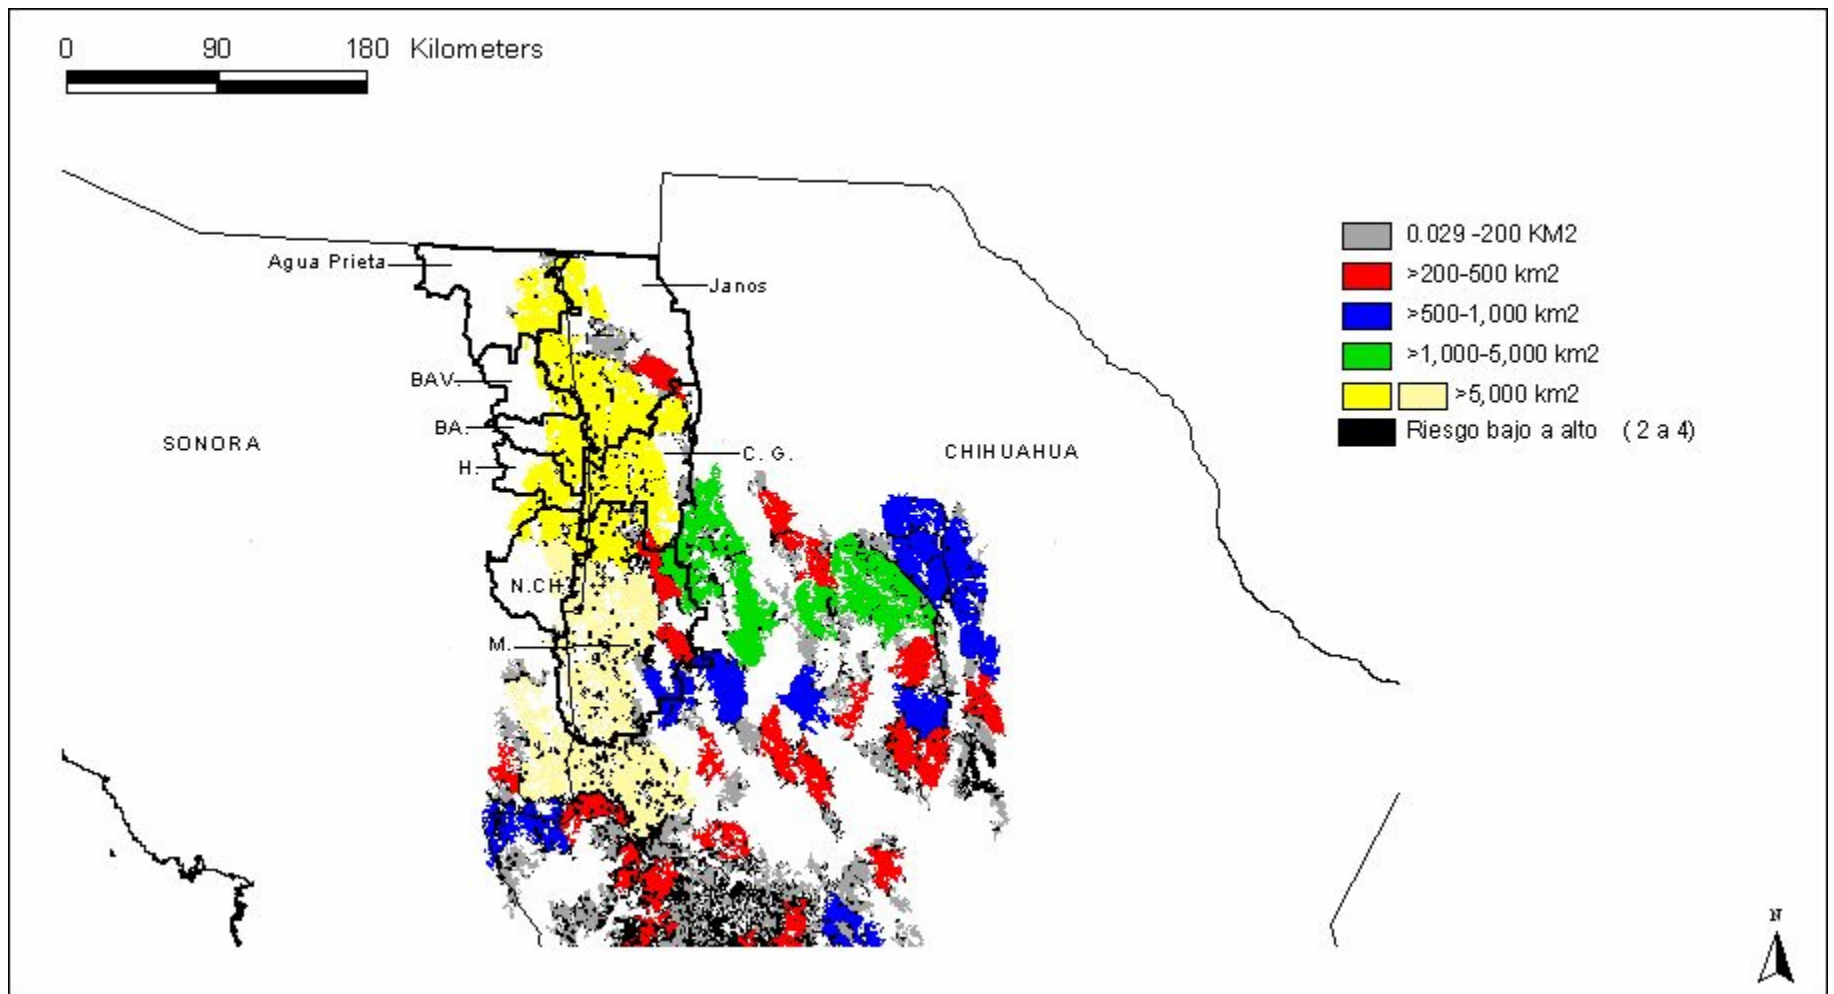 0 90 180 Kilometers
Agua Prieta
Janos
BAV.
BA.
H.
C. G.
SONORA
CHIHUAHUA
N.CH
M.
0.029 -200 KM2
>200-500 km2
>500-1,000 km2
>1,000-5,000 km2
>5,000 km2
Riesgo bajo a alto ( 2 a 4)
N